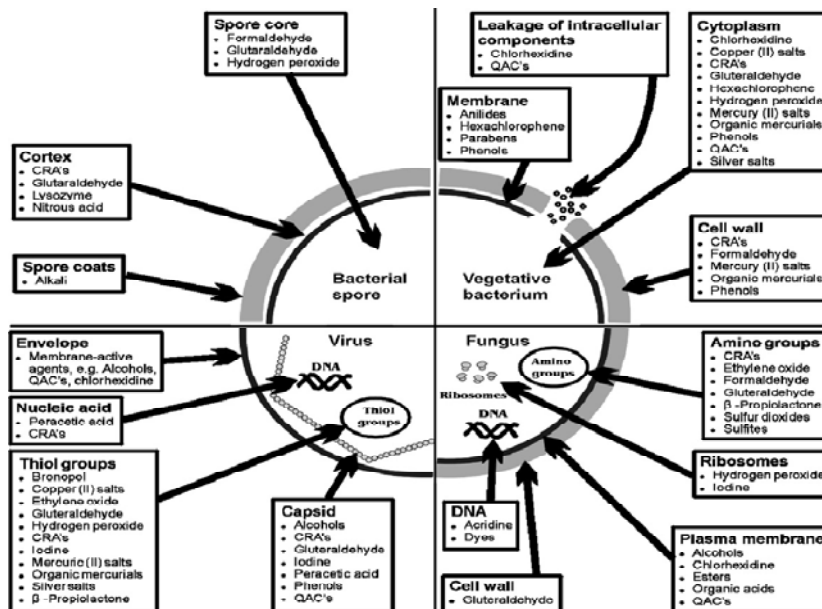 Spore core
- Formaldehyde
- Glutaraldehyde
- Hydrogen peroxide
Leakage of intracellular
components
• Chlorhexidine
• QAC's
Cytoplasm
• Chlorhexidino
• Copper (II) salts
• CRA's
• Gluteraldehyde
• Hexachlorophene
• Hydrogen peroxide
• Mercury (II) salts
• Organic mercurials
• Phenols
• QAC's
• Silver salts
Membrane
• Anilides
• Hexachlorophene
• Parabens
• Phenols
Cortex
• CRA's
• Glutaraldehyde
• Lysozyme
• Nitrous acid
Cell wall
• CRA's
• Formaldehyde
• Mercury (II) salts
• Organic mercurials
• Phenols
Spore coats
• Alkali
Bacterial
spore
Vegetative
bacterium
Envelope
• Membrane-active
agents, e.g. Alcohols,
QAC's, chlorhexidine
Virus
DNA
Thiol
groups
Fungus
Amino
groups
Ribosomes
DNA
Amino groups
• CRA's
• Ethylene oxide
• Formaldehyde
• Gluteraldehyde
• β -Propiolactone
• Sulfur dioxides
• Sulfites
Nucleic acid
- Peracetic acid
• CRA's
Thiol groups
• Bronopol
• Copper (II) salts
- Ethylene oxide
• Gluteraldehyde
• Hydrogen peroxide
• CRA's
• Iodine
• Mercuric (II) salts
• Organic mercurials
• Silver salts
• β -Propiolactone
Capsid
• Alcohols
• CRA's
• Gluteraldehyde
• Iodine
• Peracetic acid
• Phenols
• QAC's
DNA
• Acridine
• Dyes
Cell wall
• Gluteraldehyde
Ribosomes
• Hydrogen peroxide
• Iodine
Plasma membrane
• Alcohols
• Chlorhexidine
• Esters
• Organic acids
• QAC's